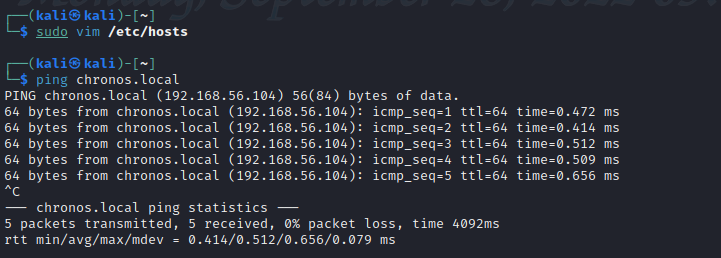 September 20, 2022
┌──(kali㉿kali)-[~]
└─$ sudo vim /etc/hosts
┌──(kali㉿kali)-[~]
└─$ ping chronos.local
PING chronos.local (192.168.56.104) 56(84) bytes of data.
64 bytes from chronos.local (192.168.56.104): icmp_seq=1 ttl=64 time=0.472 ms
64 bytes from chronos.local (192.168.56.104): icmp_seq=2 ttl=64 time=0.414 ms
64 bytes from chronos.local (192.168.56.104): icmp_seq=3 ttl=64 time=0.512 ms
64 bytes from chronos.local (192.168.56.104): icmp_seq=4 ttl=64 time=0.509 ms
64 bytes from chronos.local (192.168.56.104): icmp_seq=5 ttl=64 time=0.656 ms
^C
--- chronos.local ping statistics ---
5 packets transmitted, 5 received, 0% packet loss, time 4092ms
rtt min/avg/max/mdev = 0.414/0.512/0.656/0.079 ms